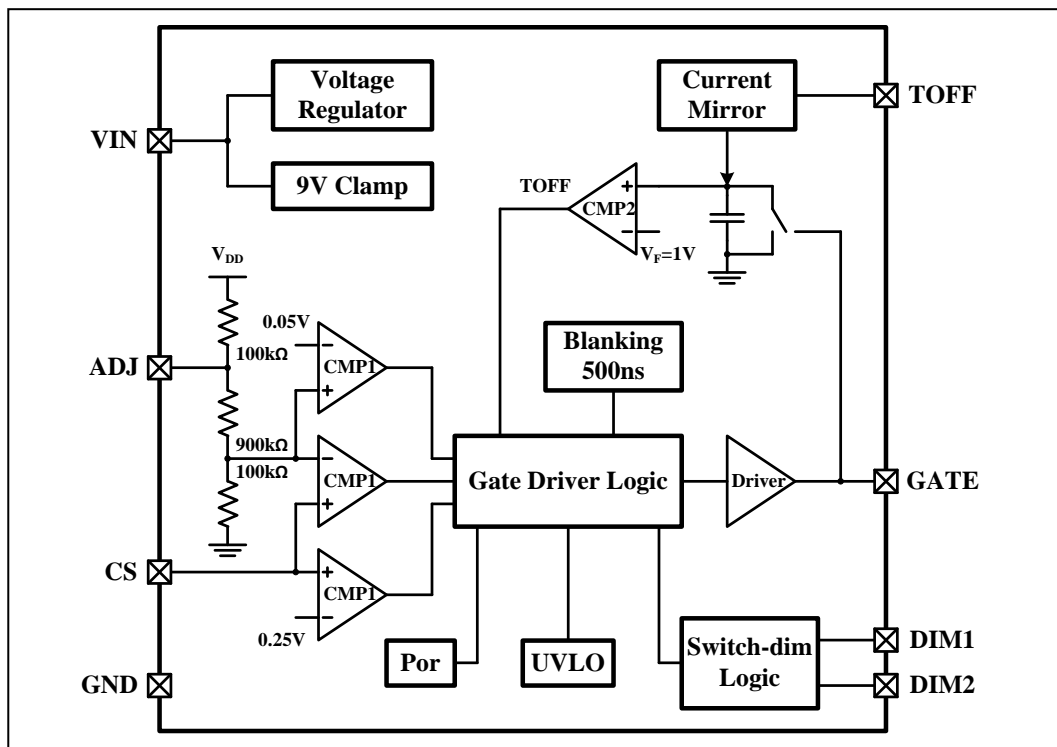 Voltage
Regulator
Current
Mirror
TOFF
VIN
9V Clamp
TOFF
+
CMP2
−
V_F=1V
V_DD
0.05V
−
100kΩ
CMP1
ADJ
+
Blanking
500ns
900kΩ
−
100kΩ
CMP1
+
Gate Driver Logic
Driver
GATE
CS
+
CMP1
−
0.25V
Por
UVLO
Switch-dim
Logic
DIM1
DIM2
GND